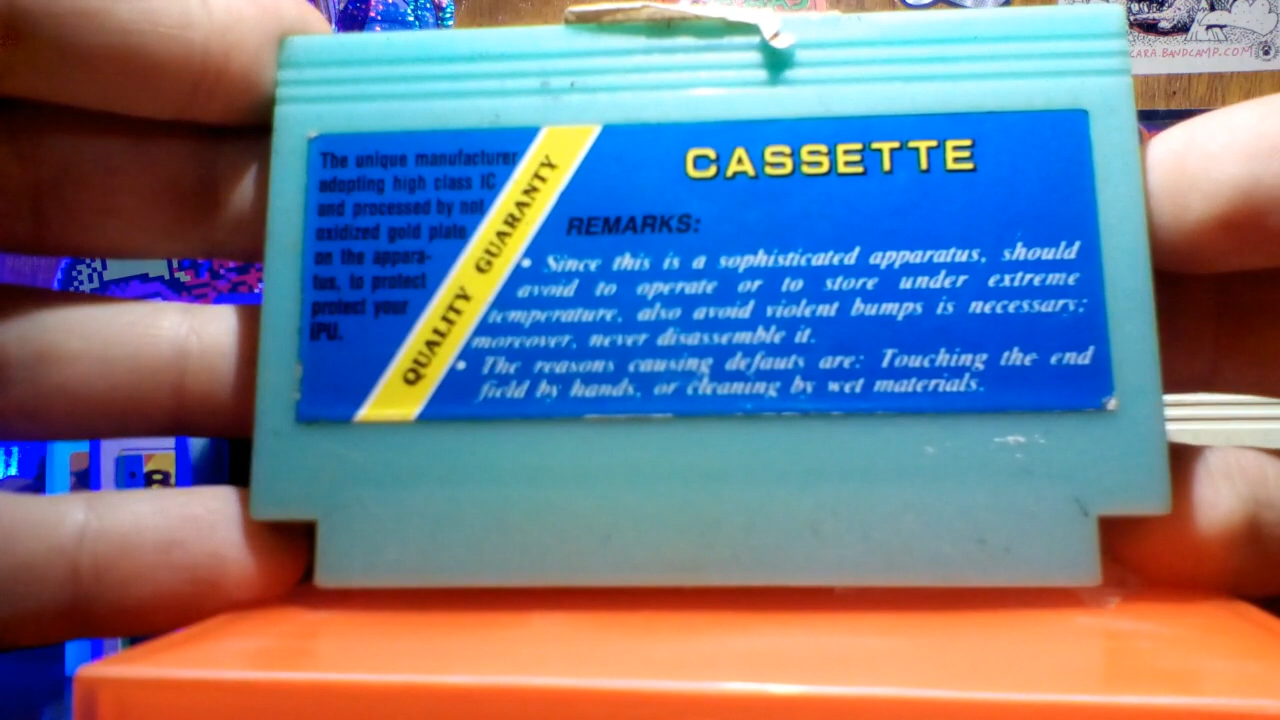 CARA.BANDCAMP.COM
The unique manufacturer
adopting high class IC
and processed by not
oxidized gold plate
on the appara-
tus, to protect
protect your
IPU.
QUALITY GUARANTY
CASSETTE
REMARKS:
• Since this is a sophisticated apparatus, should
avoid to operate or to store under extreme
temperature, also avoid violent bumps is necessary:
moreover, never disassemble it.
• The reasons causing defauts are: Touching the end
field by hands, or cleaning by wet materials.